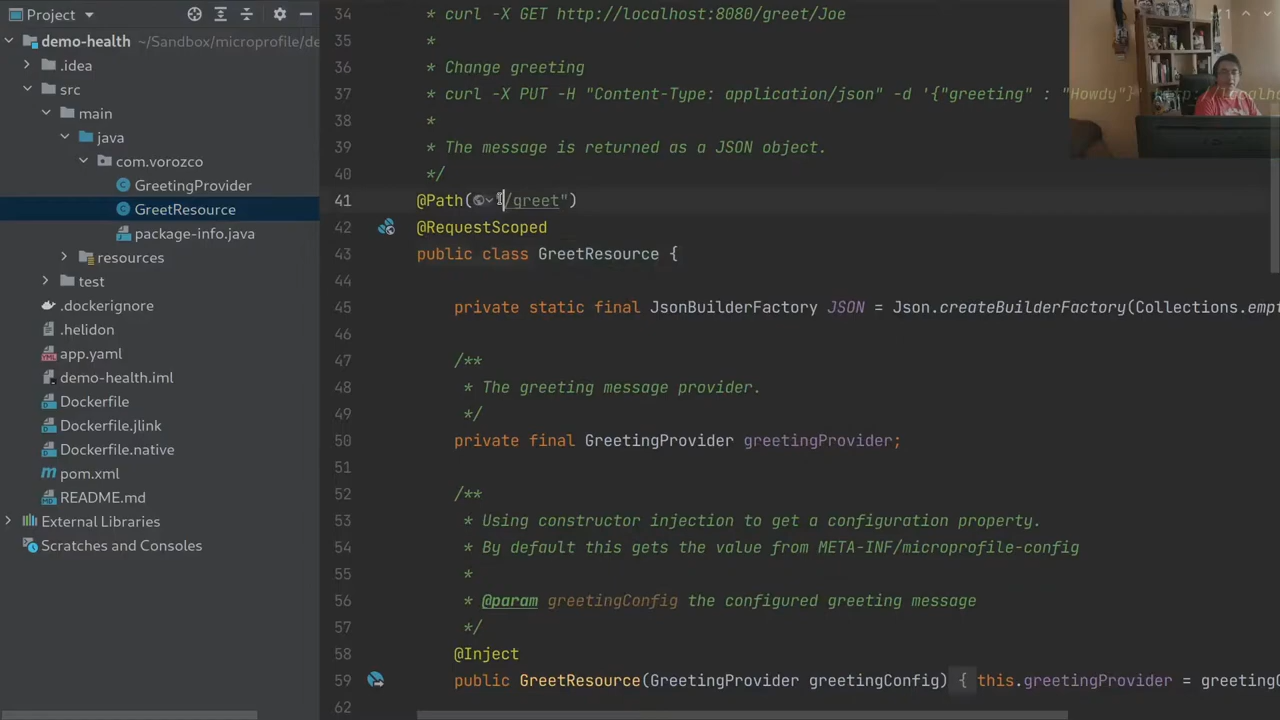 Project
demo-health ~/Sandbox/microprofile/de
.idea
src
main
java
com.vorozco
GreetingProvider
GreetResource
package-info.java
resources
test
.dockerignore
.helidon
app.yaml
demo-health.iml
Dockerfile
Dockerfile.jlink
Dockerfile.native
pom.xml
README.md
External Libraries
Scratches and Consoles
34 * curl -X GET http://localhost:8080/greet/Joe
35 *
36 * Change greeting
37 * curl -X PUT -H "Content-Type: application/json" -d '{"greeting" : "Howdy"}' http://localho
38 *
39 * The message is returned as a JSON object.
40 */
41 @Path("/greet")
42 @RequestScoped
43 public class GreetResource {
44
45 private static final JsonBuilderFactory JSON = Json.createBuilderFactory(Collections.empt
46
47 /**
48 * The greeting message provider.
49 */
50 private final GreetingProvider greetingProvider;
51
52 /**
53 * Using constructor injection to get a configuration property.
54 * By default this gets the value from META-INF/microprofile-config
55 *
56 * @param greetingConfig the configured greeting message
57 */
58 @Inject
59 public GreetResource(GreetingProvider greetingConfig) { this.greetingProvider = greetingC
62